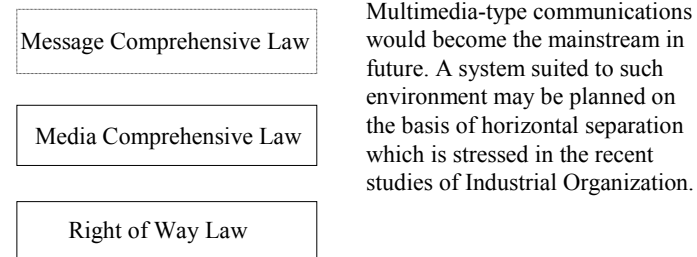 Message Comprehensive Law
Media Comprehensive Law
Right of Way Law
Multimedia-type communications
would become the mainstream in
future. A system suited to such
environment may be planned on
the basis of horizontal separation
which is stressed in the recent
studies of Industrial Organization.